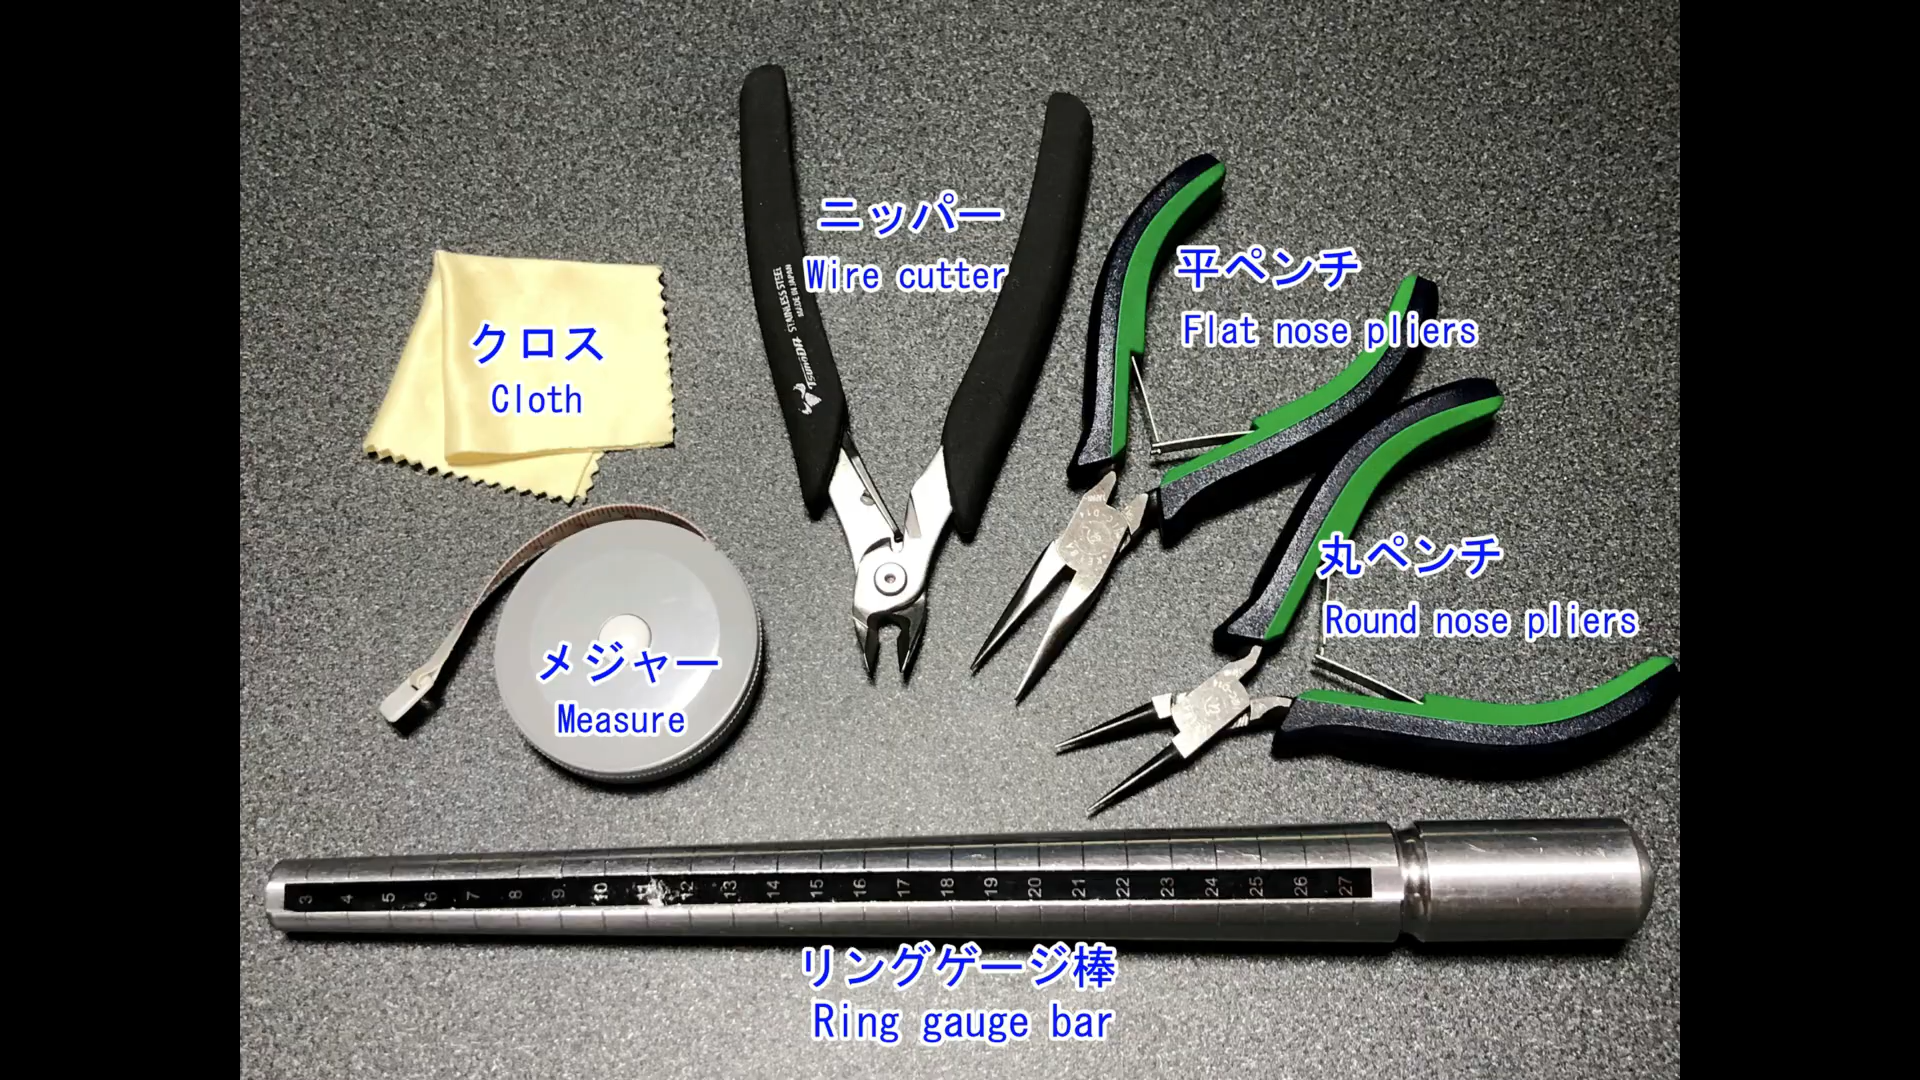 ニッパー
Wire cutter
平ペンチ
Flat nose pliers
クロス
Cloth
TSUNODA STAINLESS STEEL
MADE IN JAPAN
丸ペンチ
Round nose pliers
メジャー
Measure
3 4 5 6 7 8 9 10 11 12 13 14 15 16 17 18 19 20 21 22 23 24 25 26 27
リングゲージ棒
Ring gauge bar